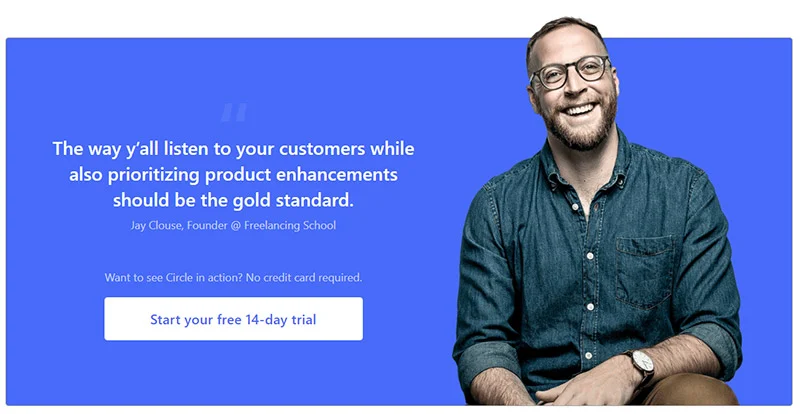 “
The way y’all listen to your customers while
also prioritizing product enhancements
should be the gold standard.
Jay Clouse, Founder @ Freelancing School
Want to see Circle in action? No credit card required.
Start your free 14-day trial